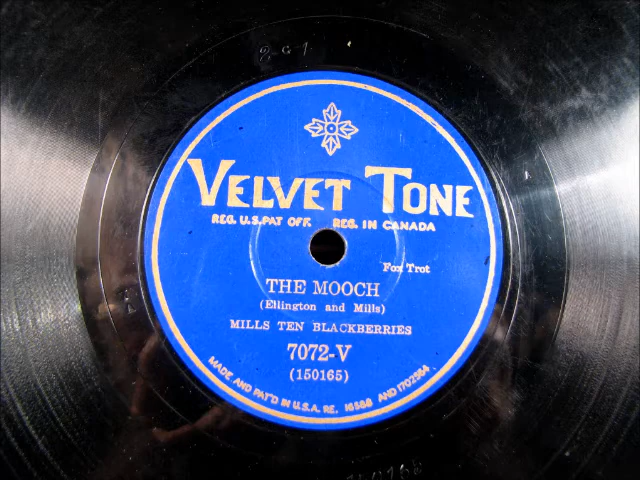 VELVET TONE
REG. U.S. PAT OFF. REG. IN CANADA
Fox Trot
THE MOOCH
(Ellington and Mills)
MILLS TEN BLACKBERRIES
7072-V
(150165)
MADE AND PAT'D IN U.S.A. RE. 16588 AND 1702564